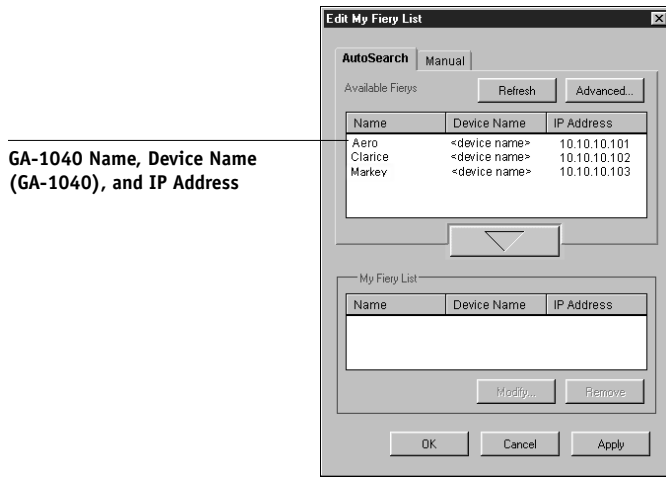 Edit My Fiery List
AutoSearch Manual
Available Fierys Refresh Advanced...
Name Device Name IP Address
Aero <device name> 10.10.10.101
Clarice <device name> 10.10.10.102
Markey <device name> 10.10.10.103
GA-1040 Name, Device Name
(GA-1040), and IP Address
My Fiery List
Name Device Name IP Address
Modify... Remove
OK Cancel Apply